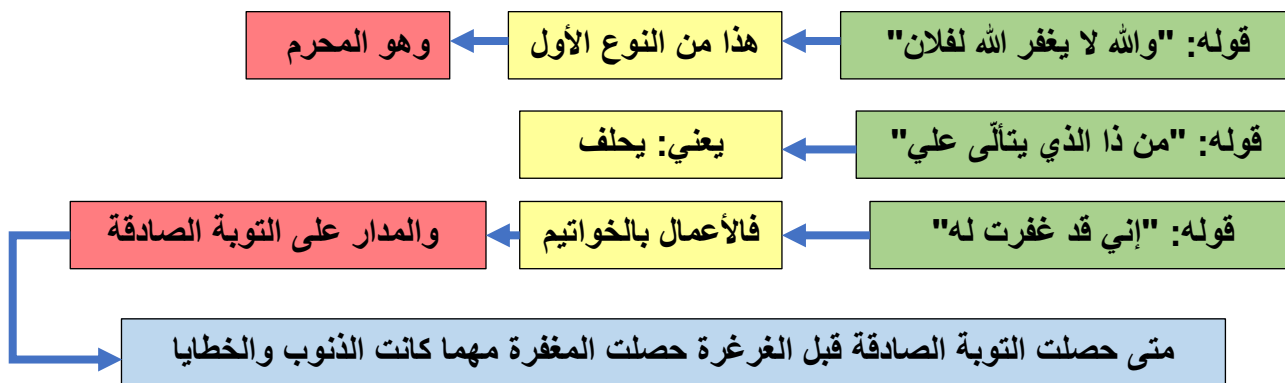 قوله: "والله لا يغفر الله لفلان"
هذا من النوع الأول
وهو المحرم
قوله: "من ذا الذي يتألّى علي"
يعني: يحلف
قوله: "إني قد غفرت له"
فالأعمال بالخواتيم
والمدار على التوبة الصادقة
متى حصلت التوبة الصادقة قبل الغرغرة حصلت المغفرة مهما كانت الذنوب والخطايا